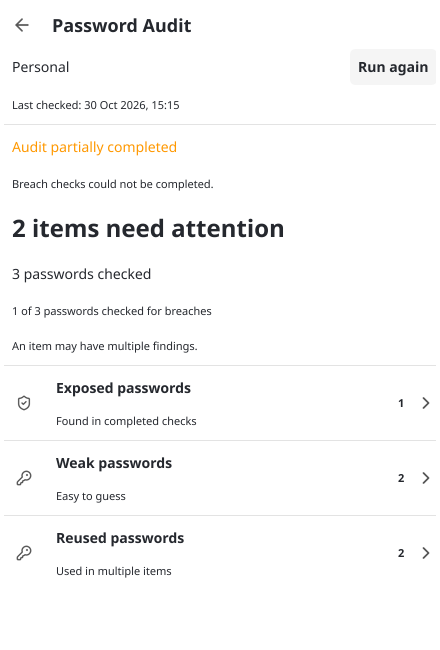 Password Audit
Personal
Run again
Last checked: 30 Oct 2026, 15:15
Audit partially completed
Breach checks could not be completed.
2 items need attention
3 passwords checked
1 of 3 passwords checked for breaches
An item may have multiple findings.
Exposed passwords
1
Found in completed checks
Weak passwords
2
Easy to guess
Reused passwords
2
Used in multiple items